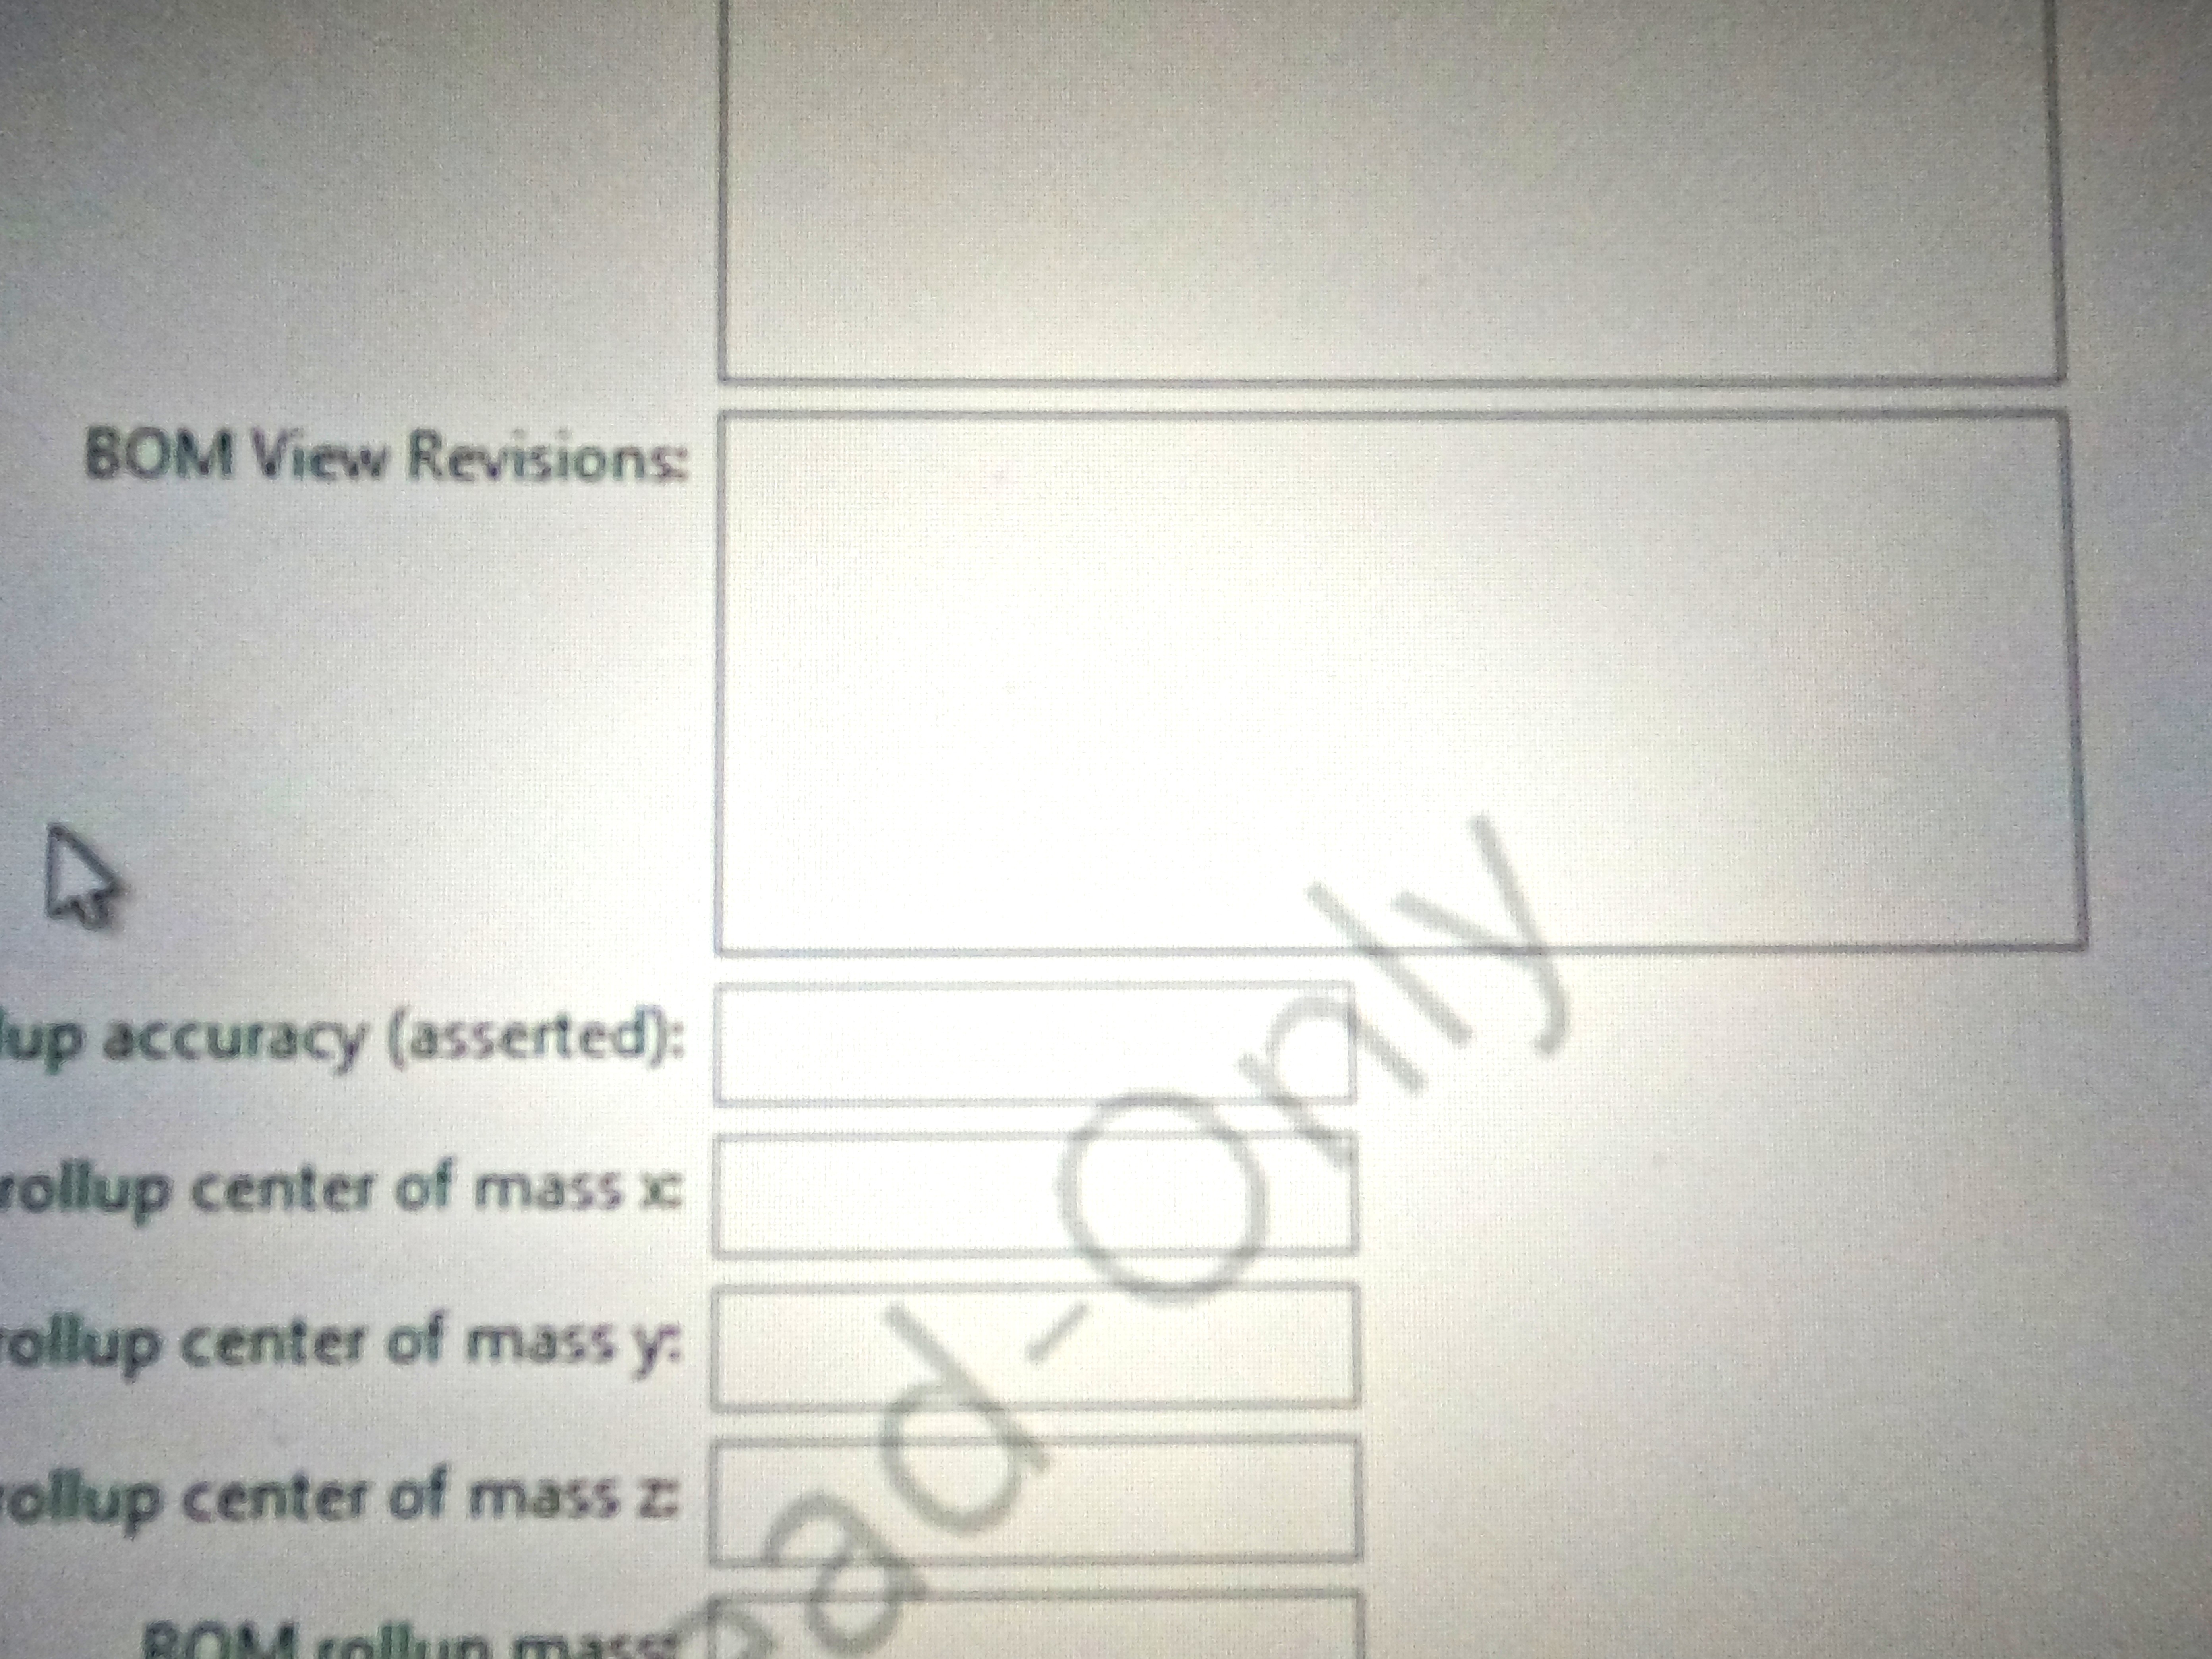 BOM View Revisions:
lup accuracy (asserted):
rollup center of mass x:
rollup center of mass y:
rollup center of mass z:
BOM rollup mass:
ead-Only